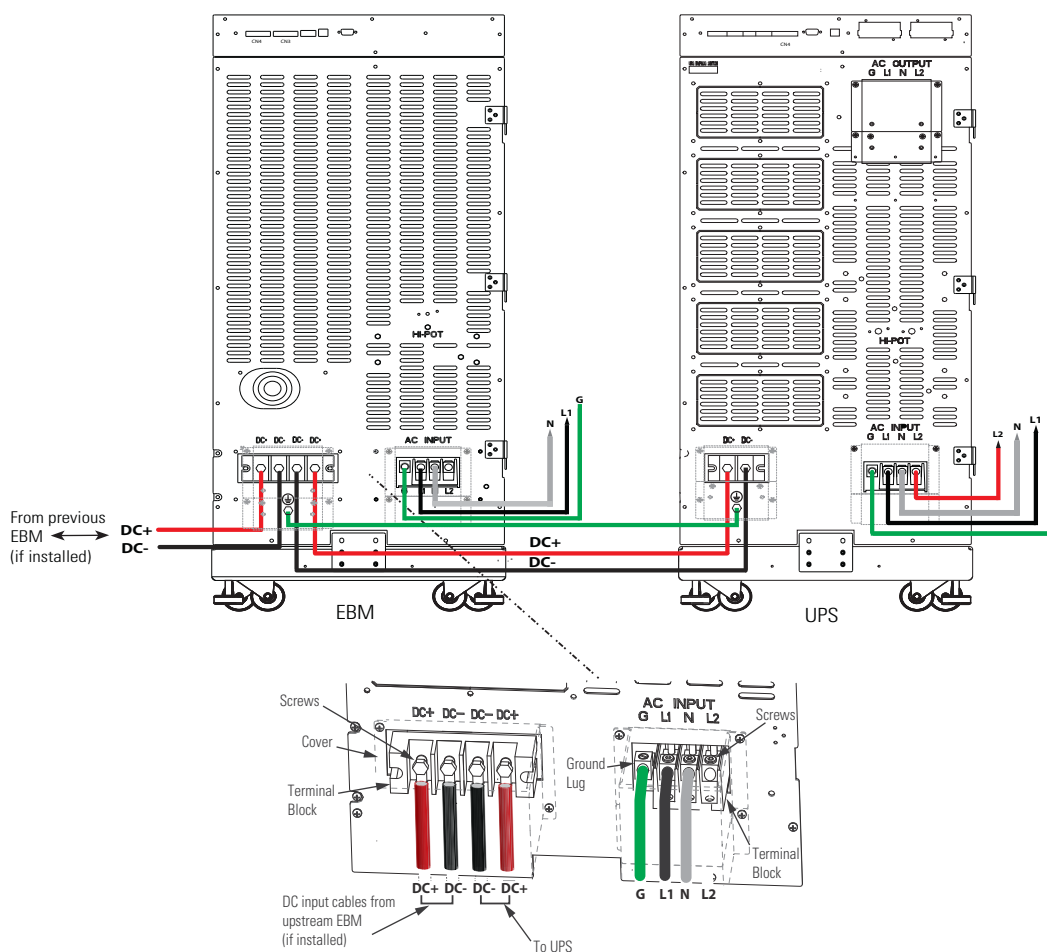 CN4 CN3
CN4
AC OUTPUT
G L1 N L2
HI-POT
HI-POT
DC+ DC- DC- DC+
AC INPUT
L2
N
L1
G
DC+ DC-
AC INPUT
G L1 N L2
L2
N
L1
From previous
EBM
(if installed)
DC+
DC-
DC+
DC-
EBM
UPS
Screws
Cover
Terminal
Block
DC+ DC− DC− DC+
AC INPUT
G L1 N L2
Screws
Ground
Lug
Terminal
Block
DC+ DC- DC- DC+
G L1 N L2
DC input cables from
upstream EBM
(if installed)
To UPS